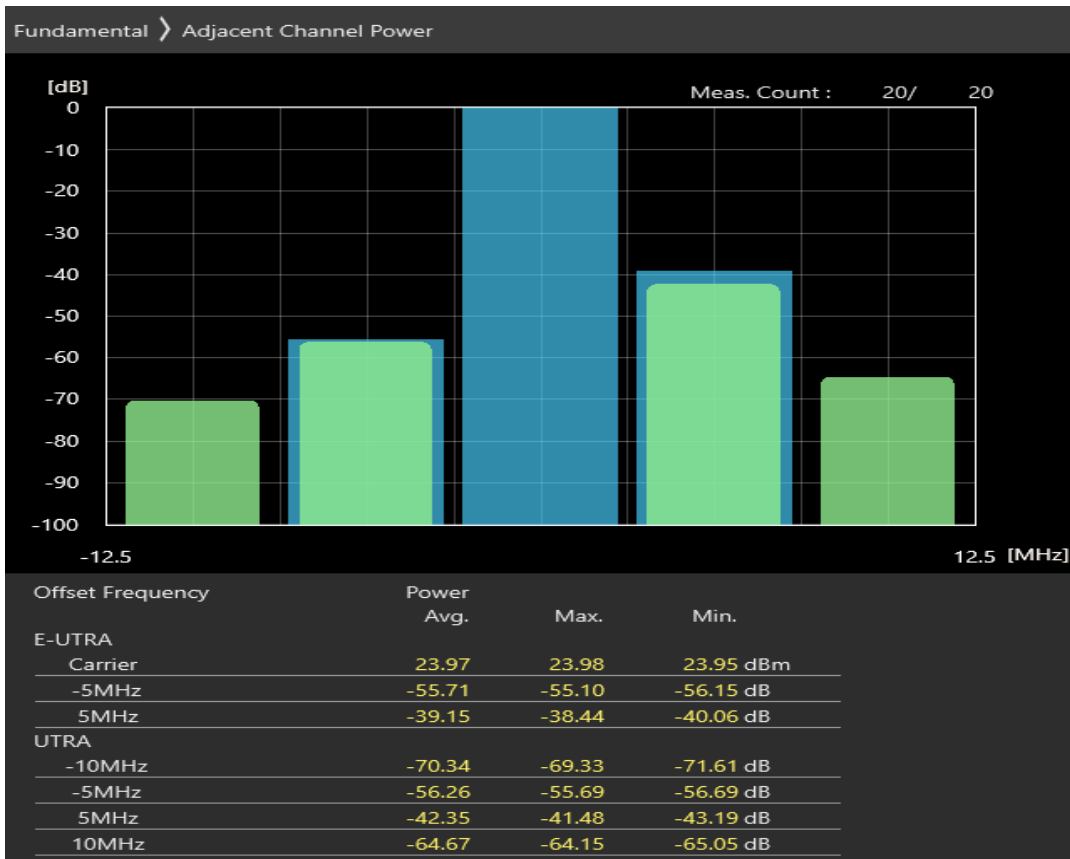 Fundamental 〉 Adjacent Channel Power
[dB]
Meas. Count : 20/ 20
0
-10
-20
-30
-40
-50
-60
-70
-80
-90
-100
-12.5 12.5 [MHz]
Offset Frequency Power
Avg. Max. Min.
E-UTRA
Carrier 23.97 23.98 23.95 dBm
-5MHz -55.71 -55.10 -56.15 dB
5MHz -39.15 -38.44 -40.06 dB
UTRA
-10MHz -70.34 -69.33 -71.61 dB
-5MHz -56.26 -55.69 -56.69 dB
5MHz -42.35 -41.48 -43.19 dB
10MHz -64.67 -64.15 -65.05 dB